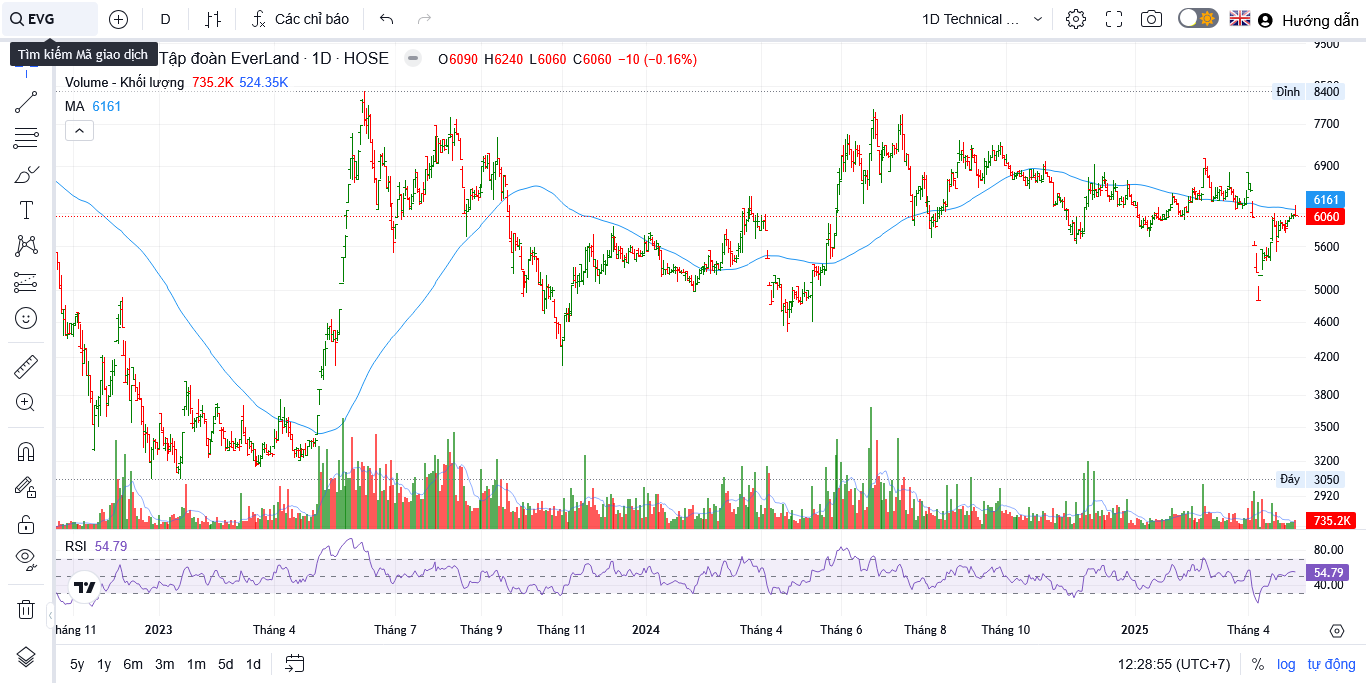 EVG D Các chỉ báo 1D Technical ... Hướng dẫn
Tìm kiếm Mã giao dịch
Tập đoàn EverLand · 1D · HOSE O6090 H6240 L6060 C6060 −10 (−0.16%)
Volume - Khối lượng 735.2K 524.35K
MA 6161
9500
Đỉnh 8400
7700
6900
6161
6060
5600
5000
4600
4200
3800
3500
3200
Đáy 3050
2920
735.2K
RSI 54.79
80.00
54.79
40.00
háng 11 2023 Tháng 4 Tháng 7 Tháng 9 Tháng 11 2024 Tháng 4 Tháng 6 Tháng 8 Tháng 10 2025 Tháng 4
5y 1y 6m 3m 1m 5d 1d 12:28:55 (UTC+7) % log tự động